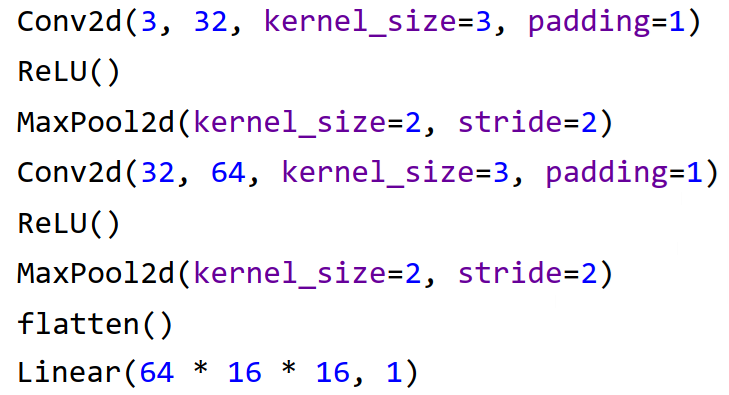 Conv2d(3, 32, kernel_size=3, padding=1)
ReLU()
MaxPool2d(kernel_size=2, stride=2)
Conv2d(32, 64, kernel_size=3, padding=1)
ReLU()
MaxPool2d(kernel_size=2, stride=2)
flatten()
Linear(64 * 16 * 16, 1)